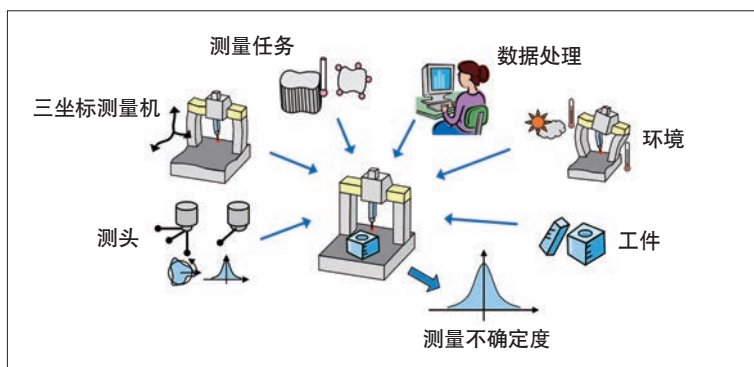 测量任务
数据处理
三坐标测量机
环境
测头
工件
测量不确定度